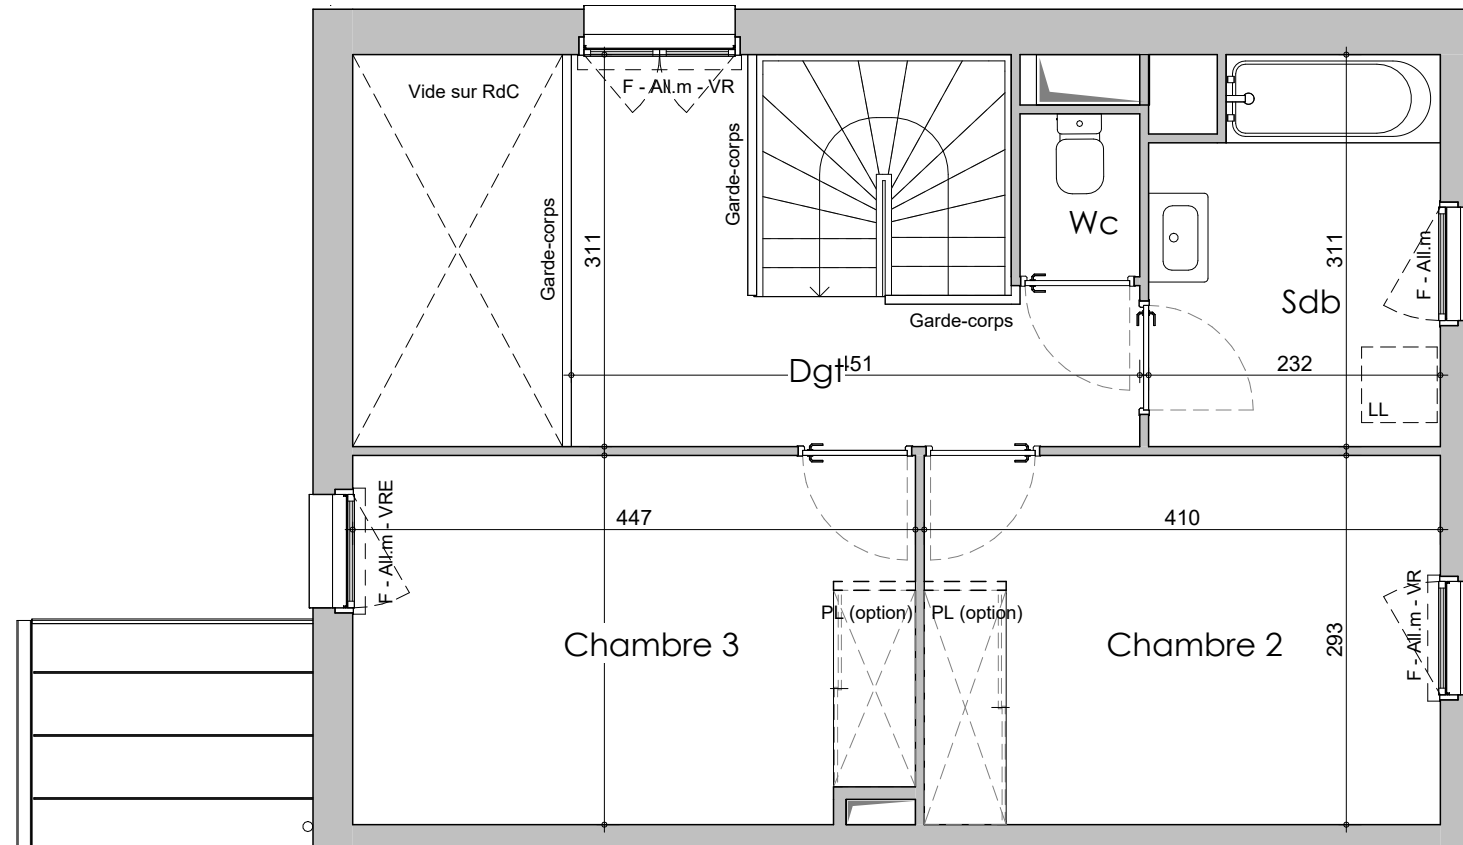 Vide sur RdC
F - All.m - VR
Garde-corps
Garde-corps
Garde-corps
311
Wc
311
F - All.m
Sdb
Dgt
51
232
LL
F - All.m - VRE
447
410
PL (option)
PL (option)
Chambre 3
Chambre 2
293
F - All.m - VR